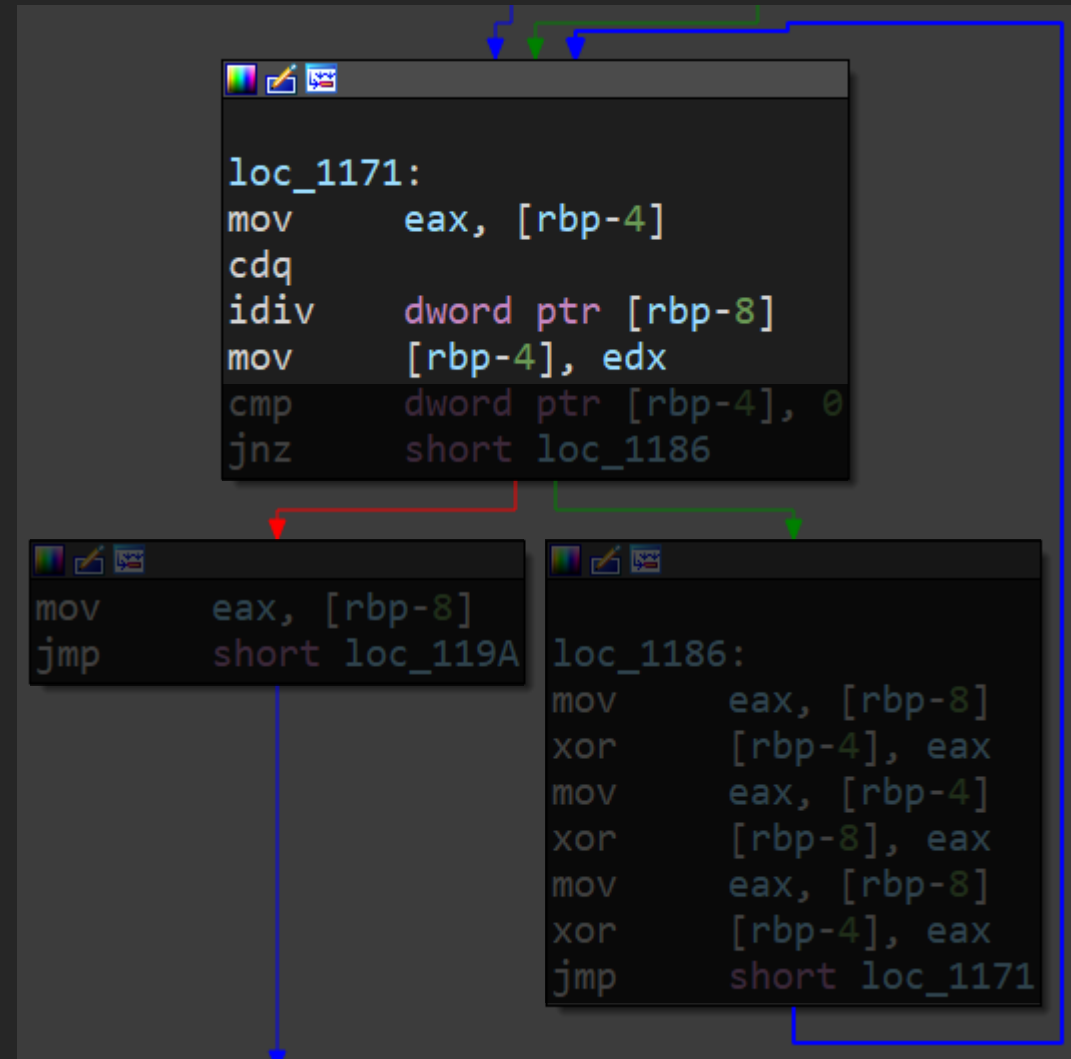 loc_1171:
mov eax, [rbp-4]
cdq
idiv dword ptr [rbp-8]
mov [rbp-4], edx
cmp dword ptr [rbp-4], 0
jnz short loc_1186
mov eax, [rbp-8]
jmp short loc_119A
loc_1186:
mov eax, [rbp-8]
xor [rbp-4], eax
mov eax, [rbp-4]
xor [rbp-8], eax
mov eax, [rbp-8]
xor [rbp-4], eax
jmp short loc_1171